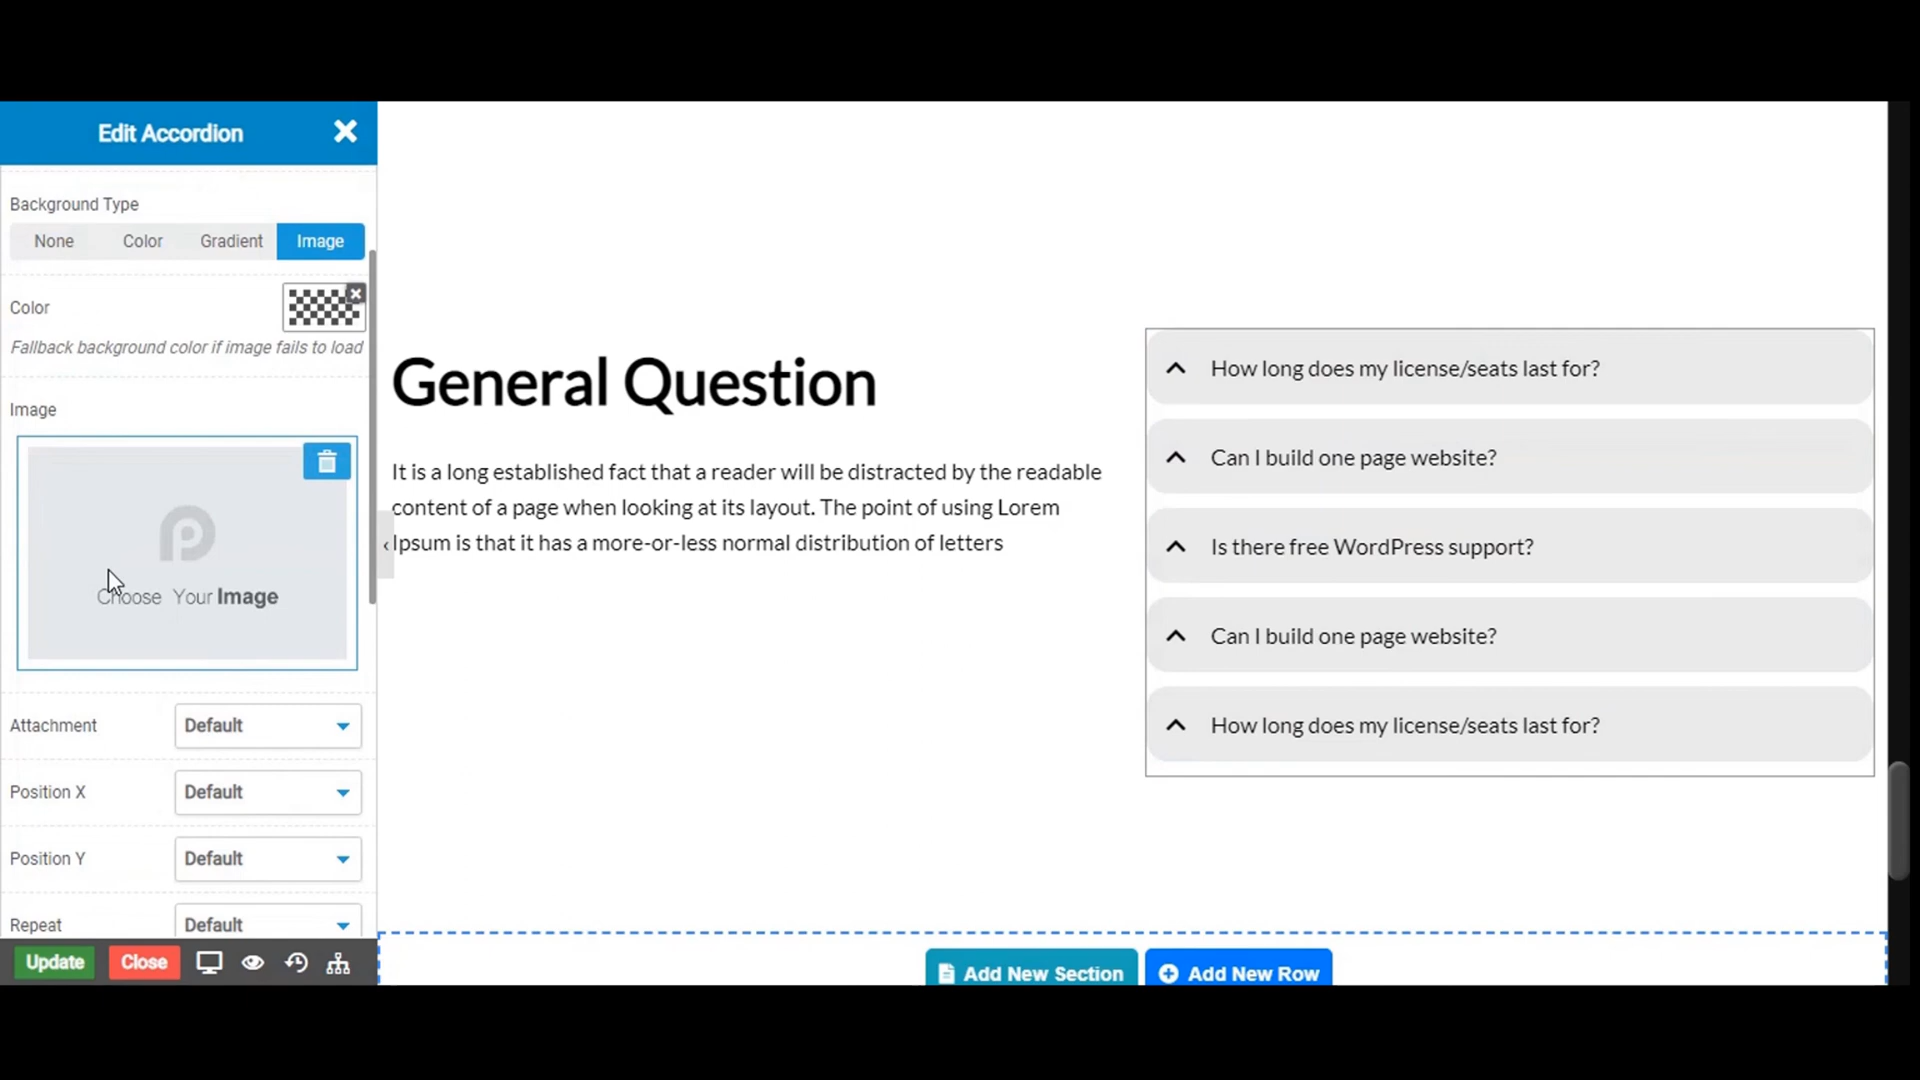 Edit Accordion
Background Type
None Color Gradient Image
Color
Fallback background color if image fails to load
Image
Choose Your Image
Attachment Default
Position X Default
Position Y Default
Repeat Default
Update Close
General Question
It is a long established fact that a reader will be distracted by the readable
content of a page when looking at its layout. The point of using Lorem
Ipsum is that it has a more-or-less normal distribution of letters
How long does my license/seats last for?
Can I build one page website?
Is there free WordPress support?
Can I build one page website?
How long does my license/seats last for?
Add New Section Add New Row